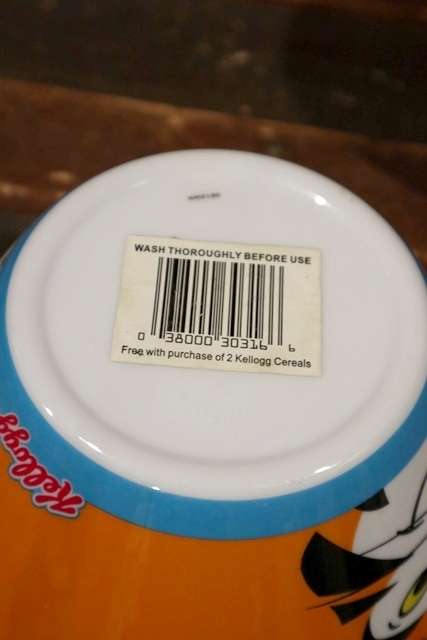 WASH THOROUGHLY BEFORE USE
0 38000 30316 6
Free with purchase of 2 Kellogg Cereals
Kellogg's